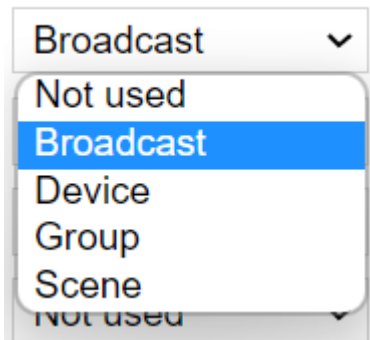 Broadcast
Not used
Broadcast
Device
Group
Scene
Not used